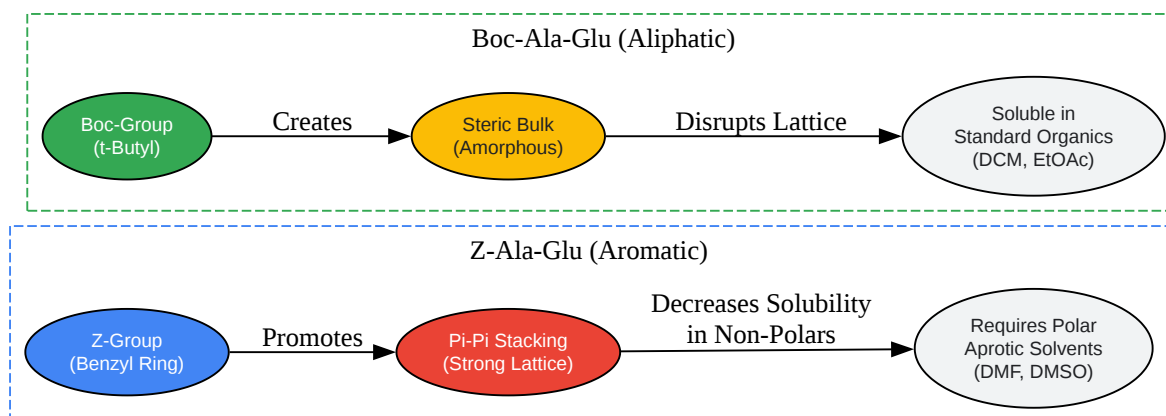 Boc-Ala-Glu (Aliphatic)
Boc-Group
(t-Butyl)
Creates
Steric Bulk
(Amorphous)
Disrupts Lattice
Soluble in
Standard Organics
(DCM, EtOAc)
Z-Ala-Glu (Aromatic)
Z-Group
(Benzyl Ring)
Promotes
Pi-Pi Stacking
(Strong Lattice)
Decreases Solubility
in Non-Polars
Requires Polar
Aprotic Solvents
(DMF, DMSO)